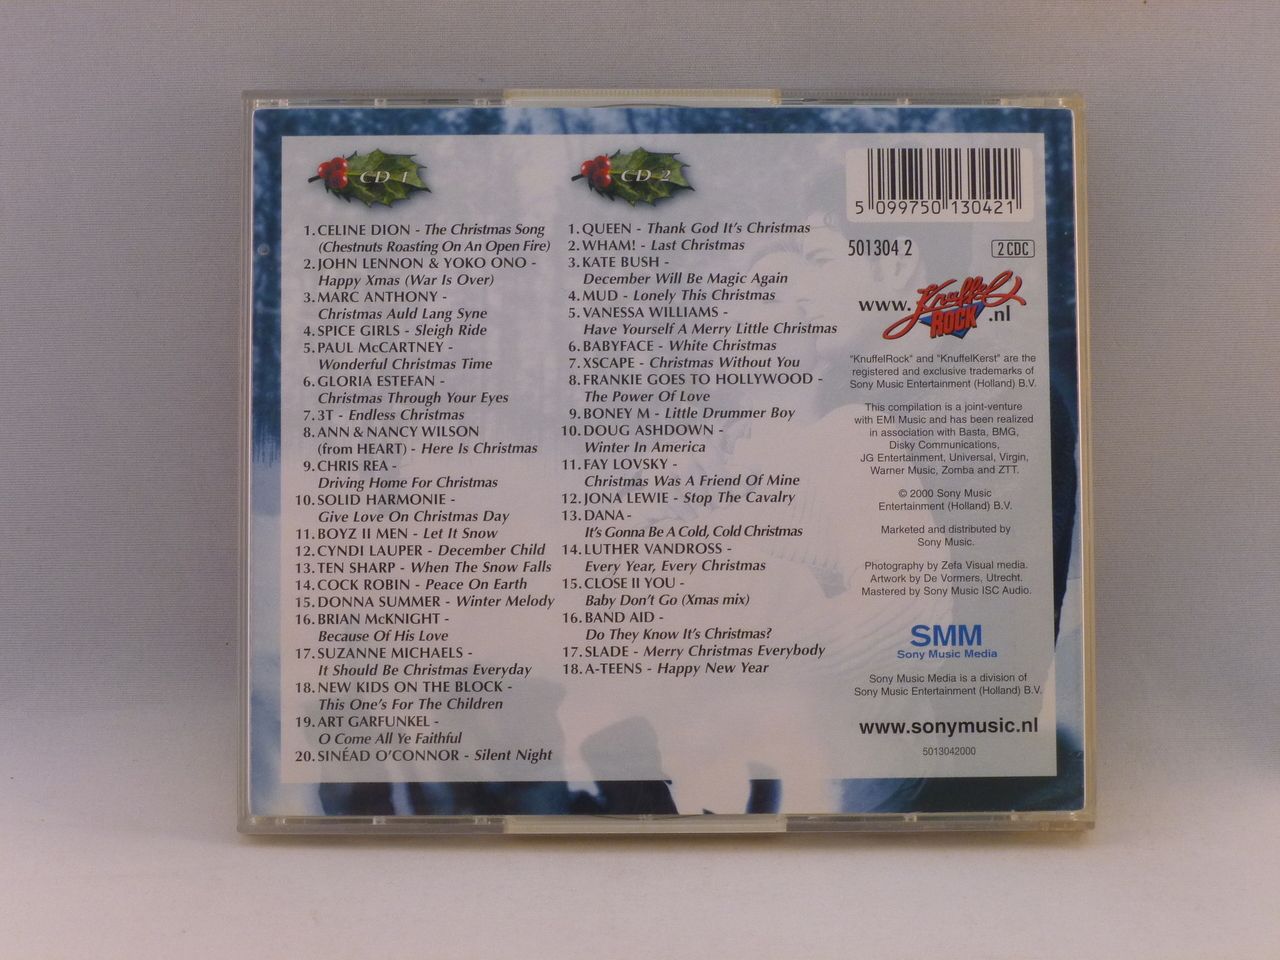 CD 1
1. CELINE DION - The Christmas Song
(Chestnuts Roasting On An Open Fire)
2. JOHN LENNON & YOKO ONO -
Happy Xmas (War Is Over)
3. MARC ANTHONY -
Christmas Auld Lang Syne
4. SPICE GIRLS - Sleigh Ride
5. PAUL McCARTNEY -
Wonderful Christmas Time
6. GLORIA ESTEFAN -
Christmas Through Your Eyes
7. 3T - Endless Christmas
8. ANN & NANCY WILSON
(from HEART) - Here Is Christmas
9. CHRIS REA -
Driving Home For Christmas
10. SOLID HARMONIE -
Give Love On Christmas Day
11. BOYZ II MEN - Let It Snow
12. CYNDI LAUPER - December Child
13. TEN SHARP - When The Snow Falls
14. COCK ROBIN - Peace On Earth
15. DONNA SUMMER - Winter Melody
16. BRIAN McKNIGHT -
Because Of His Love
17. SUZANNE MICHAELS -
It Should Be Christmas Everyday
18. NEW KIDS ON THE BLOCK -
This One's For The Children
19. ART GARFUNKEL -
O Come All Ye Faithful
20. SINÉAD O'CONNOR - Silent Night
CD 2
1. QUEEN - Thank God It's Christmas
2. WHAM! - Last Christmas
3. KATE BUSH -
December Will Be Magic Again
4. MUD - Lonely This Christmas
5. VANESSA WILLIAMS -
Have Yourself A Merry Little Christmas
6. BABYFACE - White Christmas
7. XSCAPE - Christmas Without You
8. FRANKIE GOES TO HOLLYWOOD -
The Power Of Love
9. BONEY M - Little Drummer Boy
10. DOUG ASHDOWN -
Winter In America
11. FAY LOVSKY -
Christmas Was A Friend Of Mine
12. JONA LEWIE - Stop The Cavalry
13. DANA -
It's Gonna Be A Cold, Cold Christmas
14. LUTHER VANDROSS -
Every Year, Every Christmas
15. CLOSE II YOU -
Baby Don't Go (Xmas mix)
16. BAND AID -
Do They Know It's Christmas?
17. SLADE - Merry Christmas Everybody
18. A-TEENS - Happy New Year
5 099750 130421
501304 2 2 CDC
www.Knuffel ROCK.nl
"KnuffelRock" and "KnuffelKerst" are the
registered and exclusive trademarks of
Sony Music Entertainment (Holland) B.V.
This compilation is a joint-venture
with EMI Music and has been realized
in association with Basta, BMG,
Disky Communications,
JG Entertainment, Universal, Virgin,
Warner Music, Zomba and ZTT.
© 2000 Sony Music
Entertainment (Holland) B.V.
Marketed and distributed by
Sony Music.
Photography by Zefa Visual media.
Artwork by De Vormers, Utrecht.
Mastered by Sony Music ISC Audio.
SMM
Sony Music Media
Sony Music Media is a division of
Sony Music Entertainment (Holland) B.V.
www.sonymusic.nl
5013042000